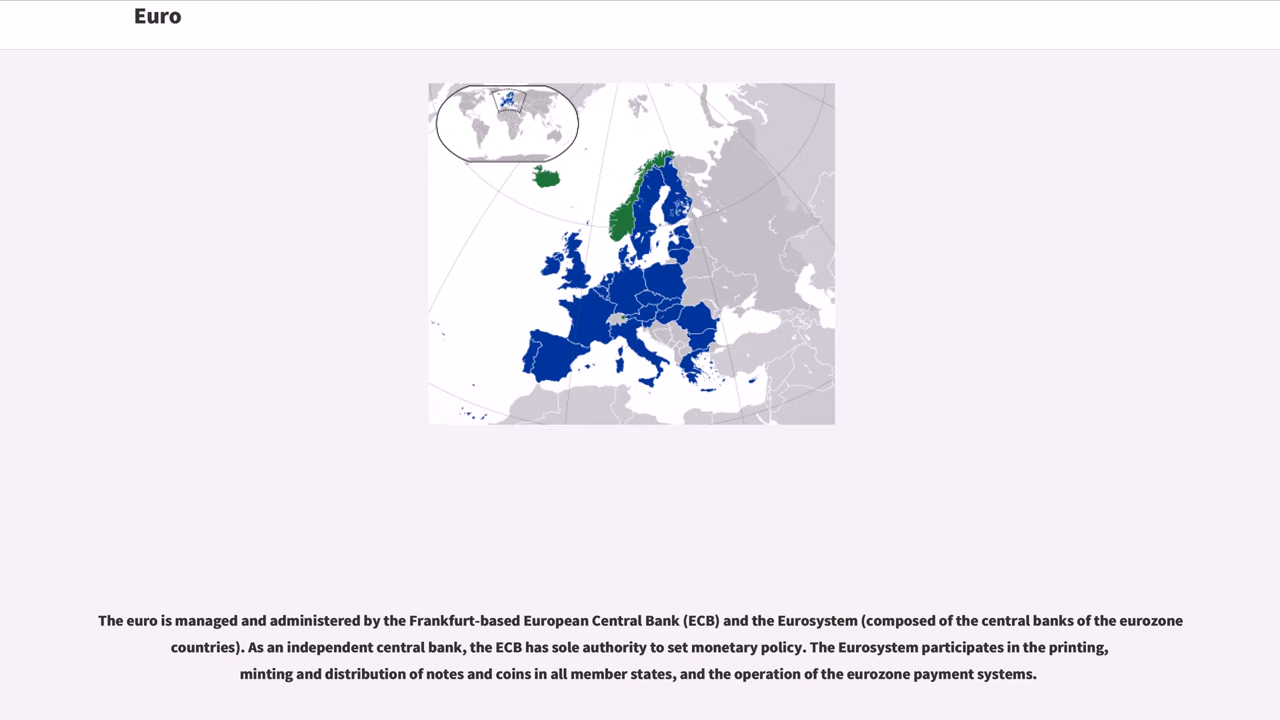 Euro
The euro is managed and administered by the Frankfurt-based European Central Bank (ECB) and the Eurosystem (composed of the central banks of the eurozone
countries). As an independent central bank, the ECB has sole authority to set monetary policy. The Eurosystem participates in the printing,
minting and distribution of notes and coins in all member states, and the operation of the eurozone payment systems.